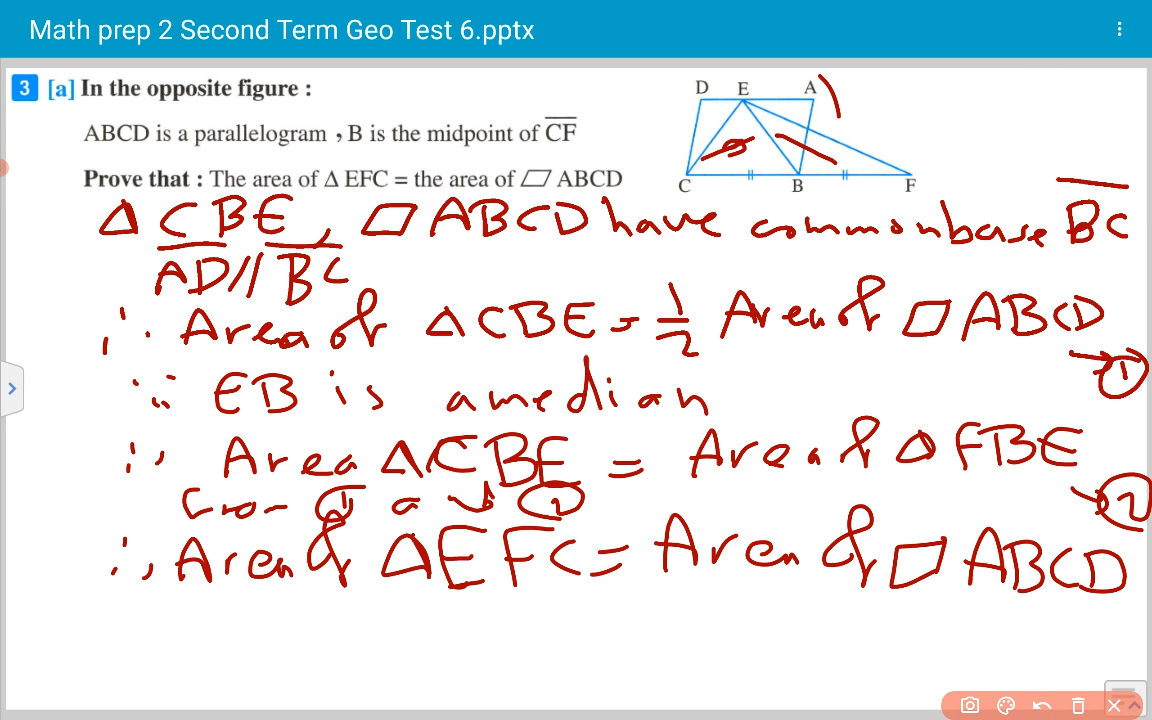 Math prep 2 Second Term Geo Test 6.pptx
3 [a] In the opposite figure :
ABCD is a parallelogram , B is the midpoint of CF
Prove that : The area of Δ EFC = the area of ▱ ABCD
D E A
C B F
Δ CBE, ▱ ABCD have common base BC
AD // BC
∴ Area of Δ CBE = 1/2 Area of ▱ ABCD
→ ①
∵ EB is a median
∴ Area Δ CBE = Area of Δ FBE
→ ②
from ① and ②
∴ Area of Δ EFC = Area of ▱ ABCD